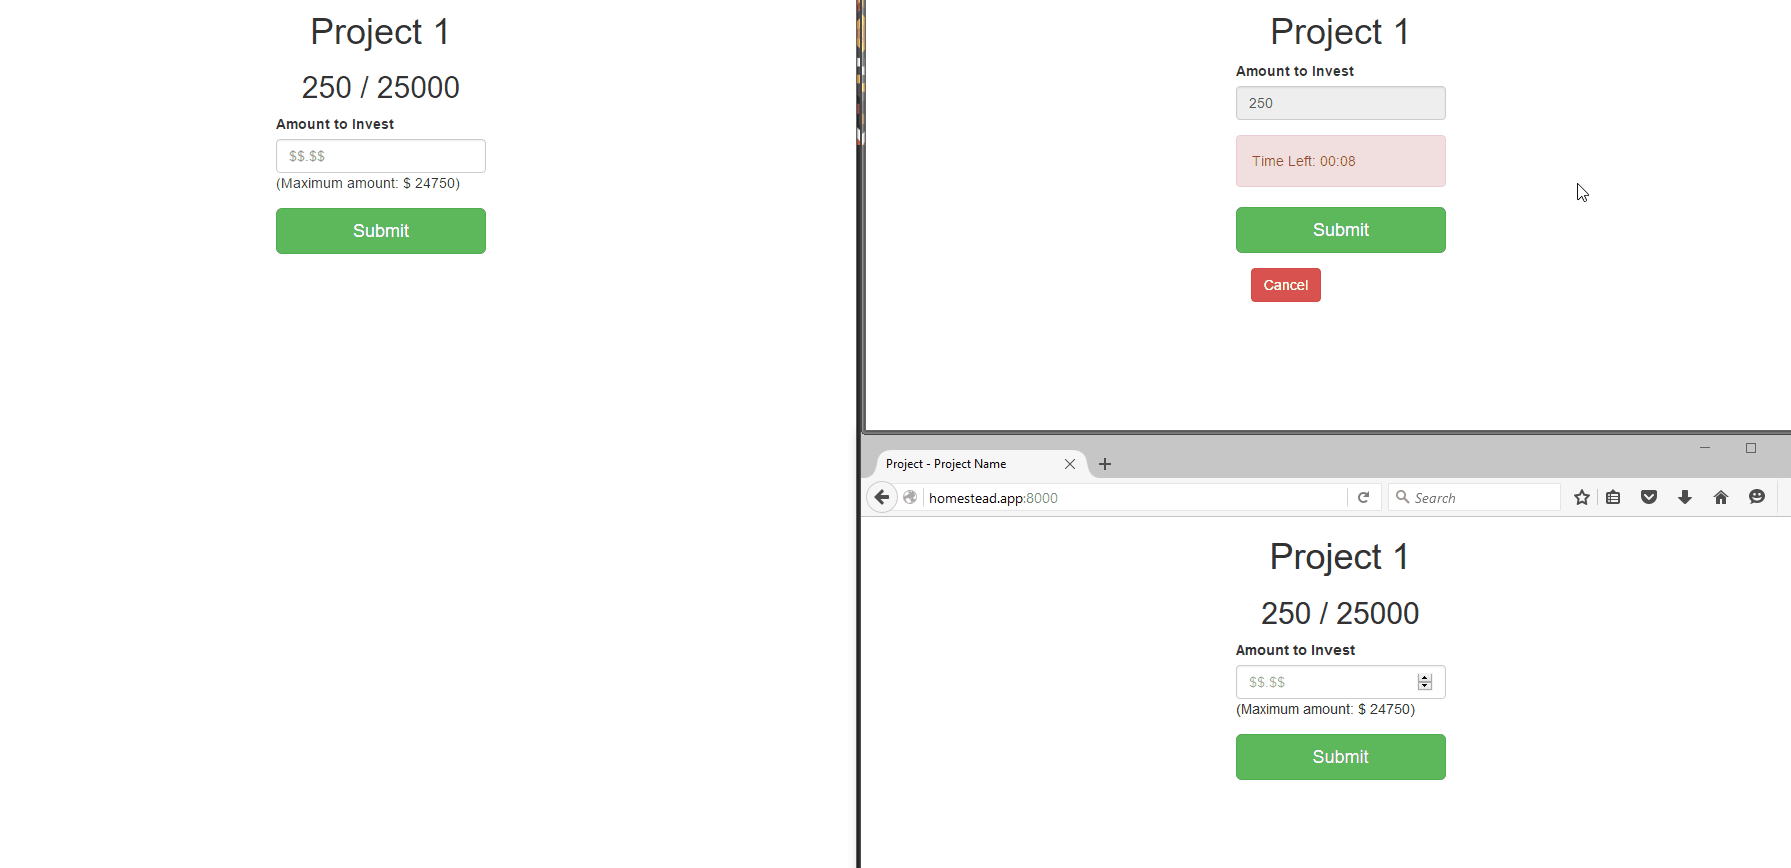 Project 1
250 / 25000
Amount to Invest
$$.$$
(Maximum amount: $ 24750)
Submit
Project 1
Amount to Invest
250
Time Left: 00:08
Submit
Cancel
Project - Project Name
homestead.app:8000
Search
Project 1
250 / 25000
Amount to Invest
$$.$$
(Maximum amount: $ 24750)
Submit